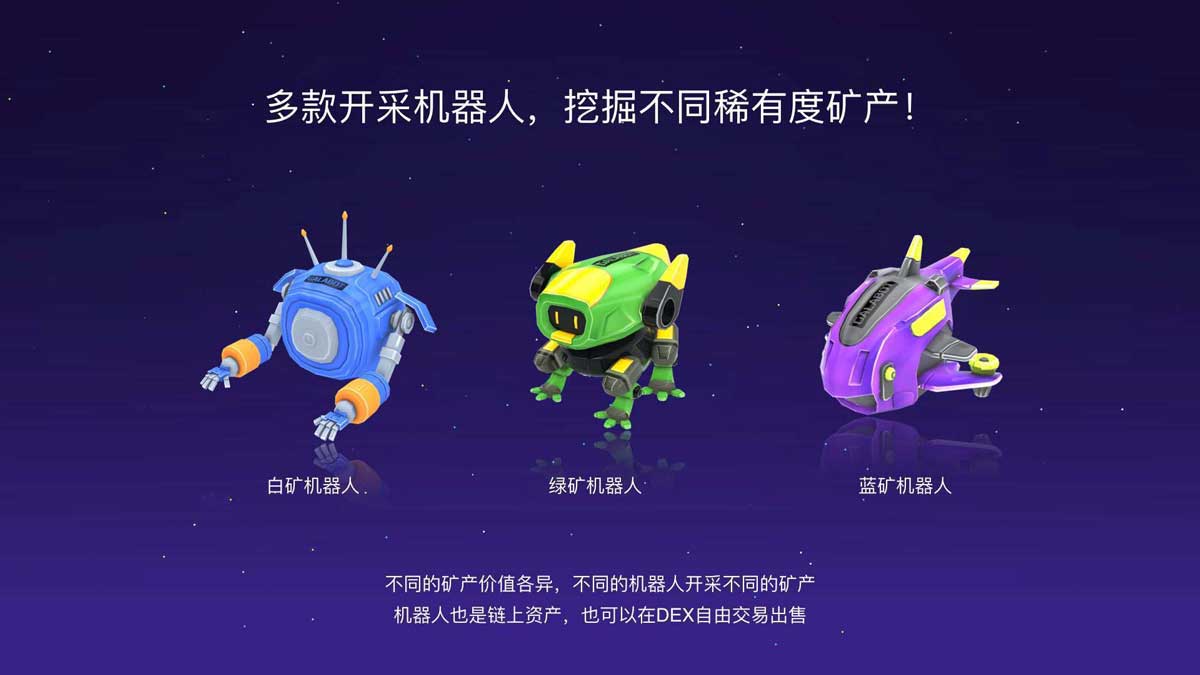 多款开采机器人，挖掘不同稀有度矿产！
GALABOT
GALABOT
GALABOT
白矿机器人
绿矿机器人
蓝矿机器人
不同的矿产价值各异，不同的机器人开采不同的矿产
机器人也是链上资产，也可以在DEX自由交易出售